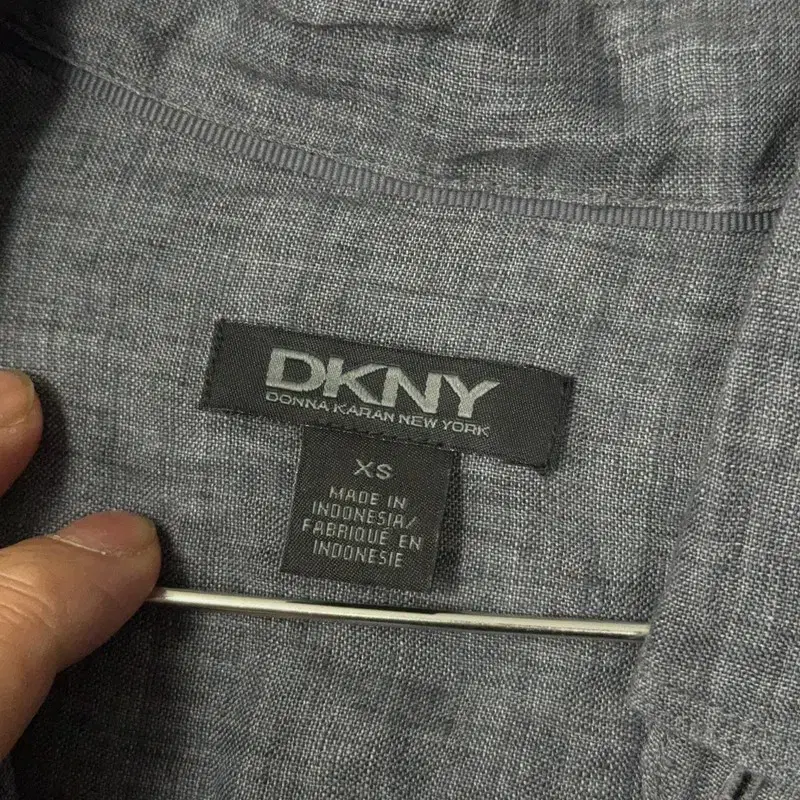 DKNY
DONNA KARAN NEW YORK
XS
MADE IN
INDONESIA/
FABRIQUÉ EN
INDONESIE